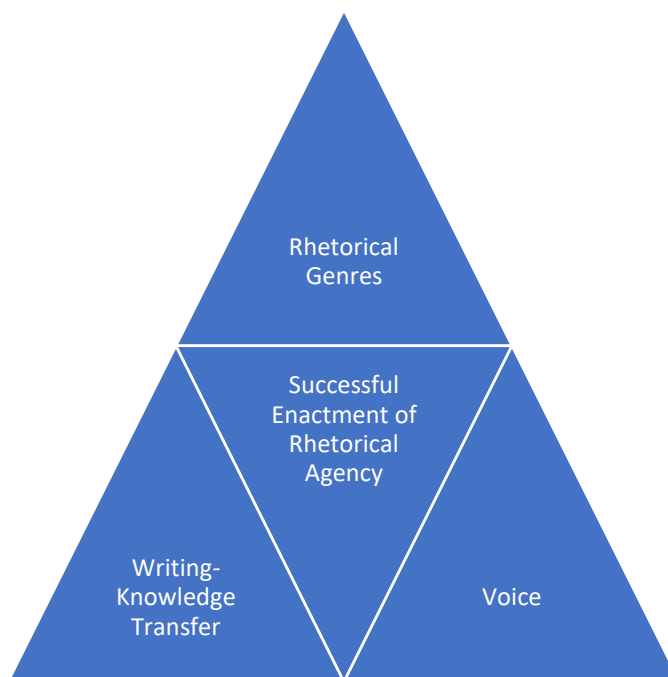 Rhetorical
Genres
Successful
Enactment of
Rhetorical
Agency
Writing-
Knowledge
Transfer
Voice